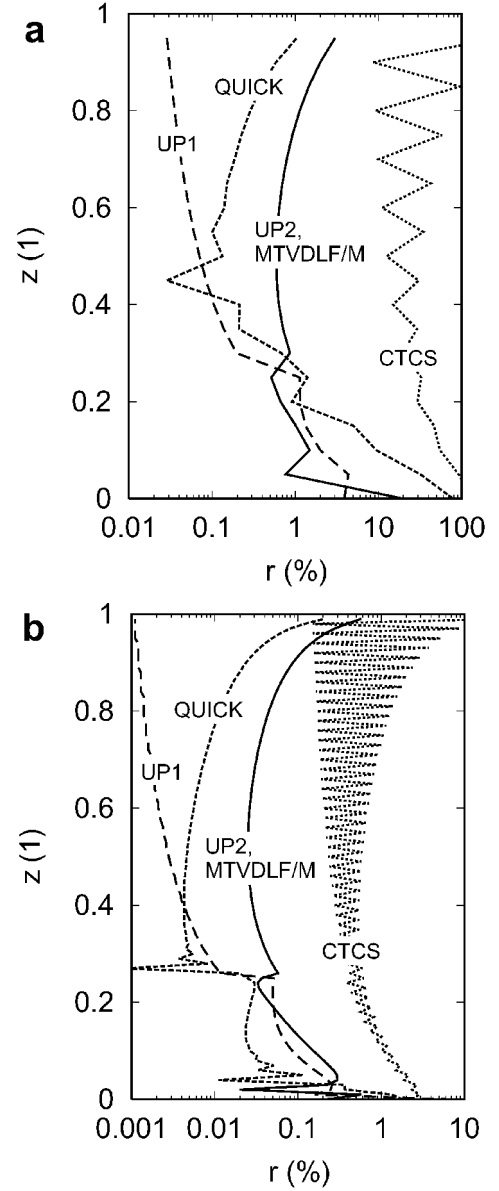 a
1
QUICK
0.8
UP1
0.6
UP2,
MTVDLF/M
z (1)
0.4
CTCS
0.2
0
0.01 0.1 1 10 100
r (%)
b
1
0.8
QUICK
UP1
0.6
UP2,
MTVDLF/M
z (1)
0.4
CTCS
0.2
0
0.001 0.01 0.1 1 10
r (%)